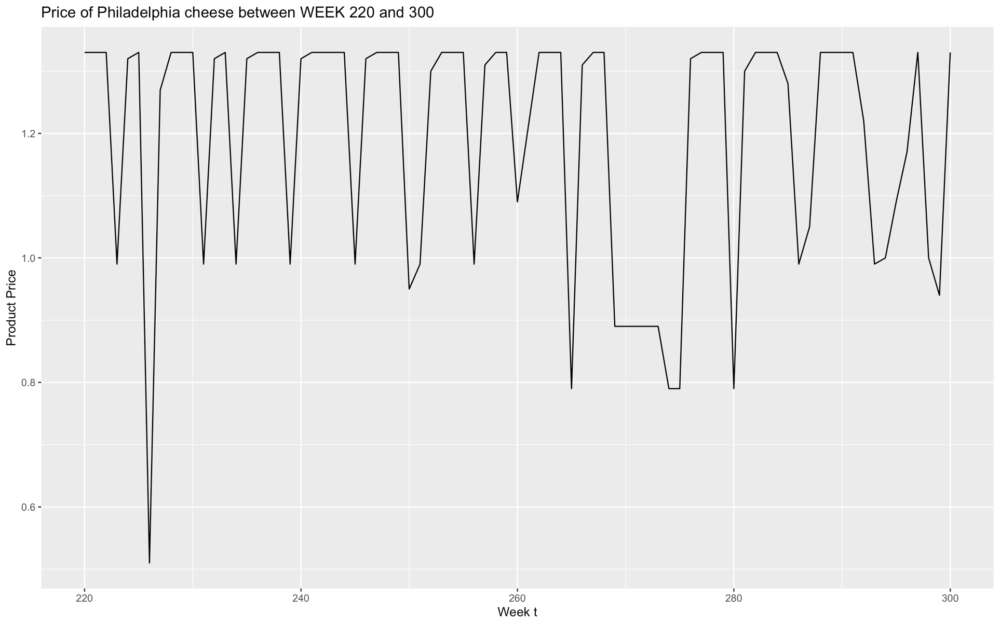 Price of Philadelphia cheese between WEEK 220 and 300
Product Price
1.2
1.0
0.8
0.6
220 240 260 280 300
Week t